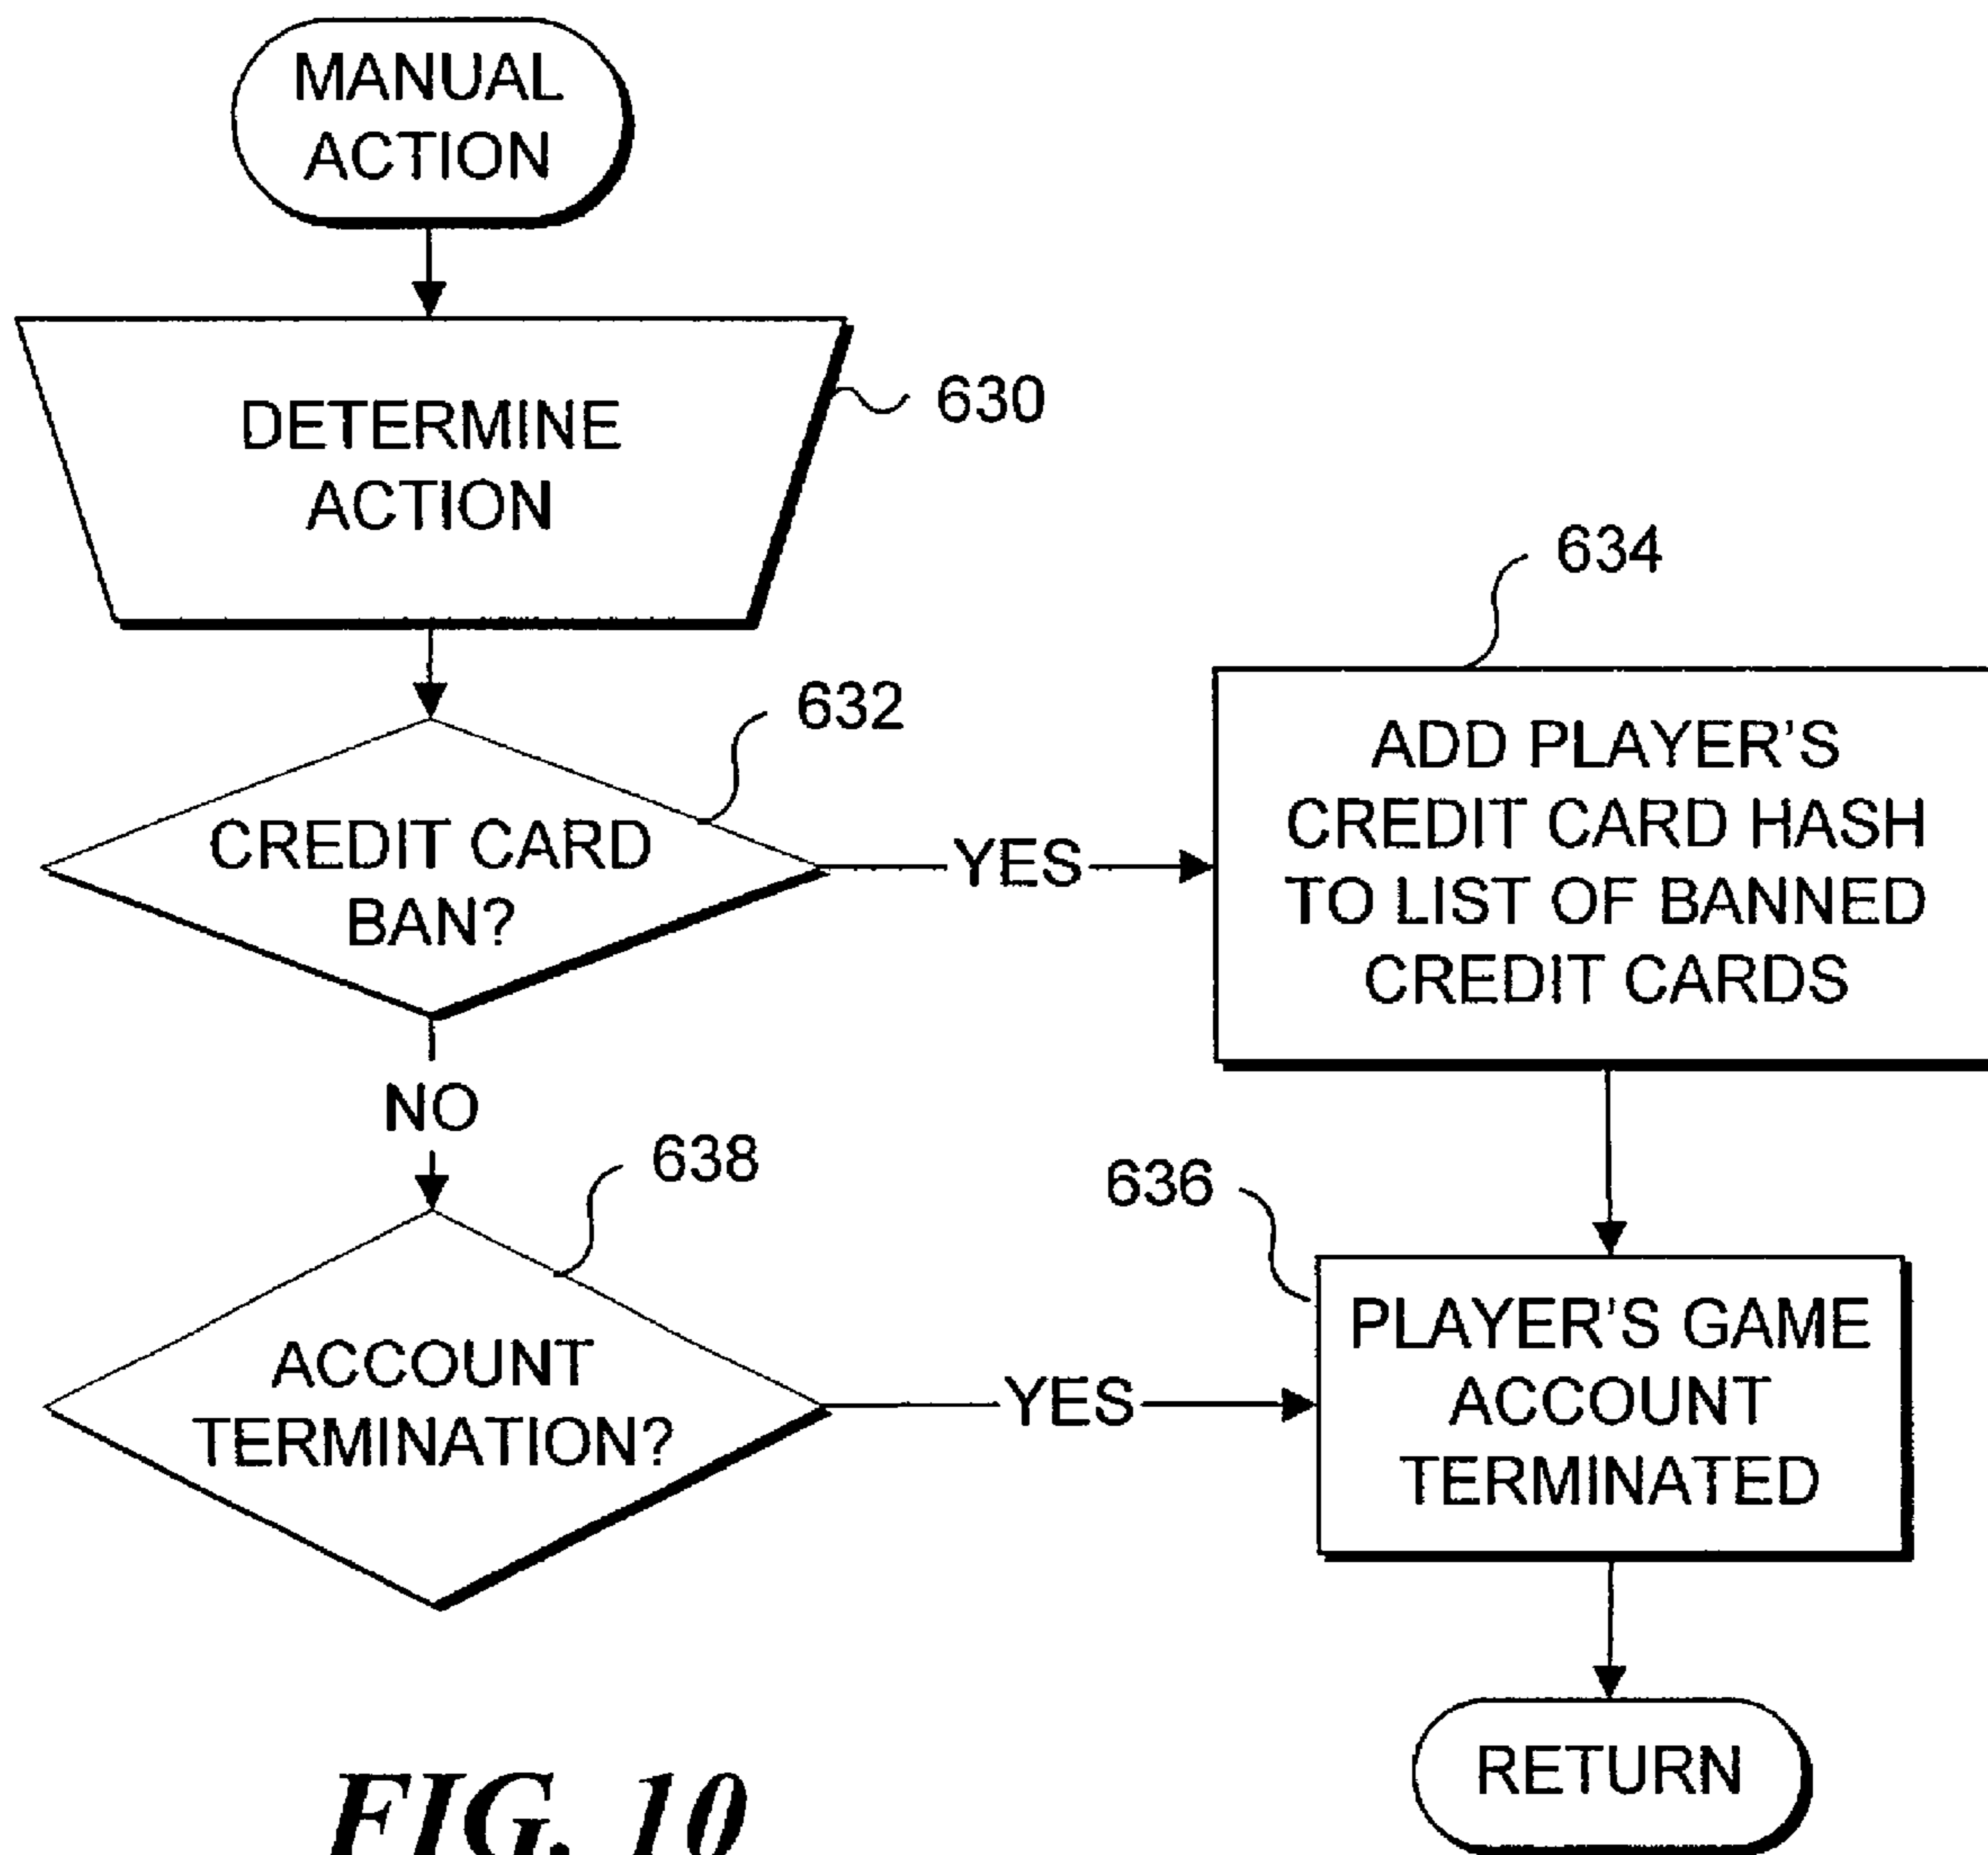 MANUAL
ACTION
DETERMINE
ACTION
630
632
CREDIT CARD
BAN?
YES
634
ADD PLAYER'S
CREDIT CARD HASH
TO LIST OF BANNED
CREDIT CARDS
NO
638
ACCOUNT
TERMINATION?
YES
636
PLAYER'S GAME
ACCOUNT
TERMINATED
RETURN
FIG. 10